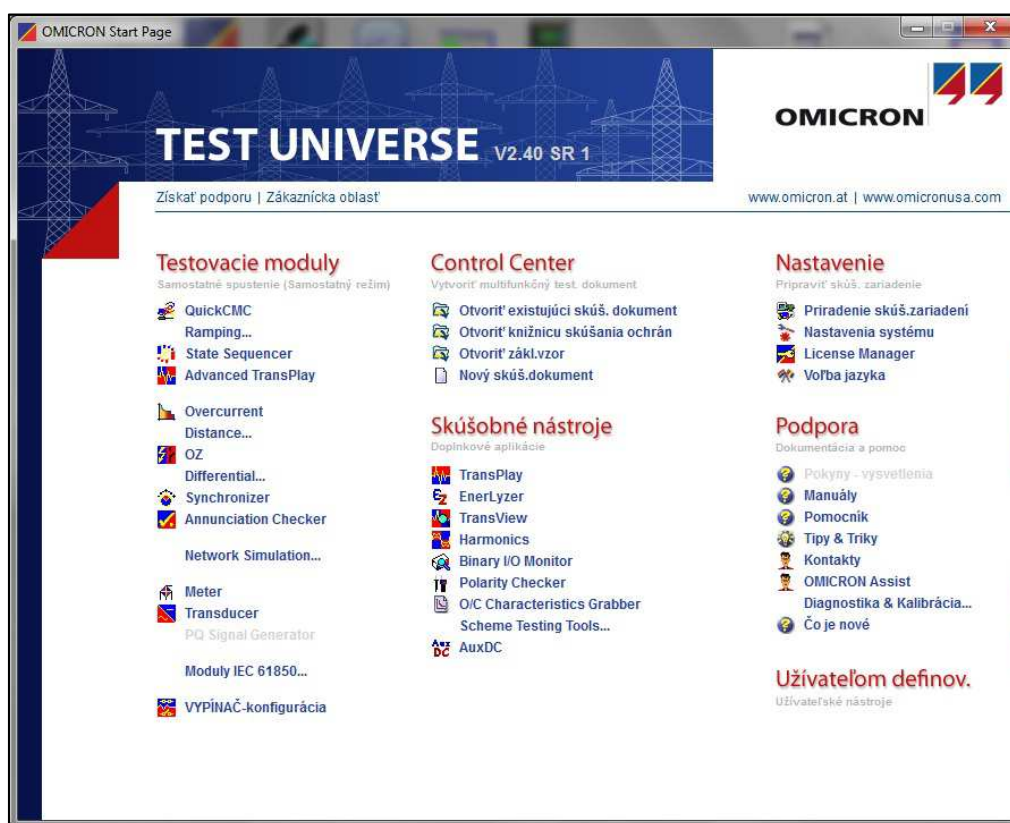 OMICRON Start Page
OMICRON
TEST UNIVERSE V2.40 SR 1
Získať podporu | Zákaznícka oblasť
www.omicron.at | www.omicronusa.com
Testovacie moduly
Samostatné spustenie (Samostatný režim)
QuickCMC
Ramping...
State Sequencer
Advanced TransPlay
Overcurrent
Distance...
OZ
Differential...
Synchronizer
Annunciation Checker
Network Simulation...
Meter
Transducer
PQ Signal Generator
Moduly IEC 61850...
VYPÍNAČ-konfigurácia
Control Center
Vytvoriť multifunkčný test. dokument
Otvoriť existujúci skúš. dokument
Otvoriť knižnicu skúšania ochrán
Otvoriť zákl.vzor
Nový skúš.dokument
Skúšobné nástroje
Doplnkové aplikácie
TransPlay
EnerLyzer
TransView
Harmonics
Binary I/O Monitor
Polarity Checker
O/C Characteristics Grabber
Scheme Testing Tools...
AuxDC
Nastavenie
Pripraviť skúš. zariadenie
Priradenie skúš.zariadení
Nastavenia systému
License Manager
Voľba jazyka
Podpora
Dokumentácia a pomoc
Pokyny - vysvetlenia
Manuály
Pomocník
Tipy & Triky
Kontakty
OMICRON Assist
Diagnostika & Kalibrácia...
Čo je nové
Užívateľom definov.
Užívateľské nástroje